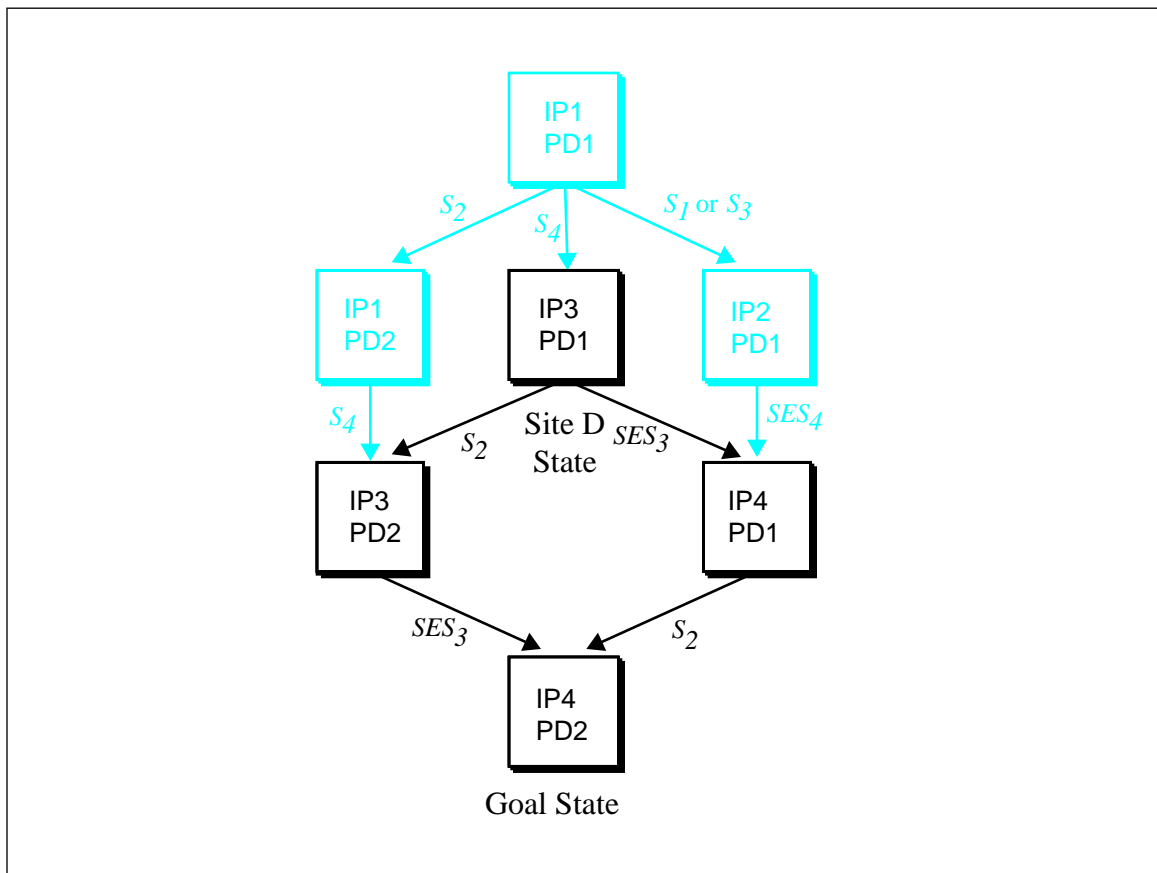 IP1
PD1
S2
S4
S1 or S3
IP1
PD2
IP3
PD1
IP2
PD1
S4
S2
Site D
State
SES3
SES4
IP3
PD2
IP4
PD1
SES3
S2
IP4
PD2
Goal State